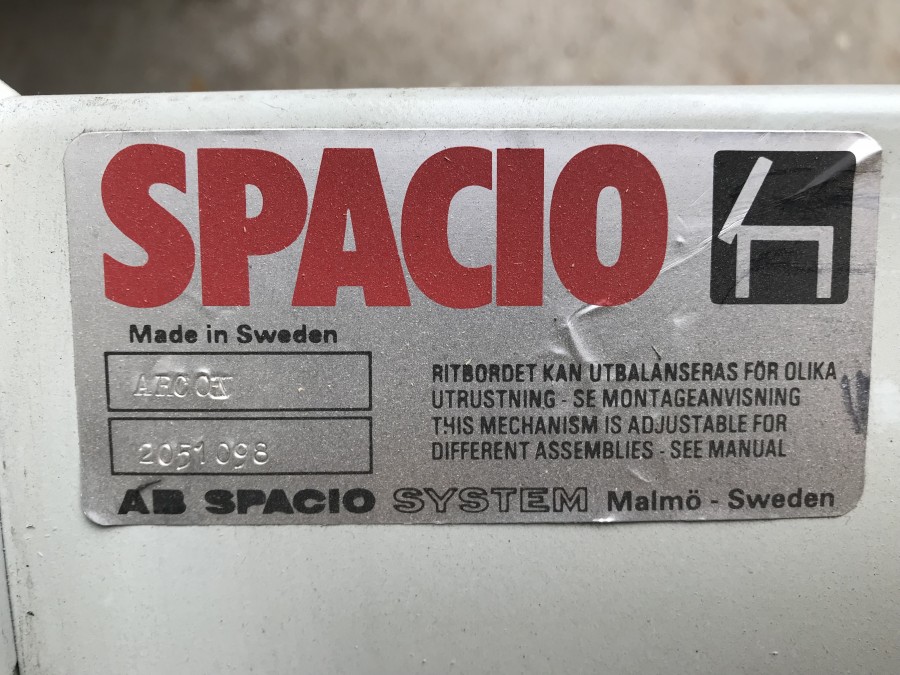 SPACIO
Made in Sweden
2051098
RITBORDET KAN UTBALANSERAS FÖR OLIKA
UTRUSTNING - SE MONTAGEANVISNING
THIS MECHANISM IS ADJUSTABLE FOR
DIFFERENT ASSEMBLIES - SEE MANUAL
AB SPACIO SYSTEM Malmö - Sweden